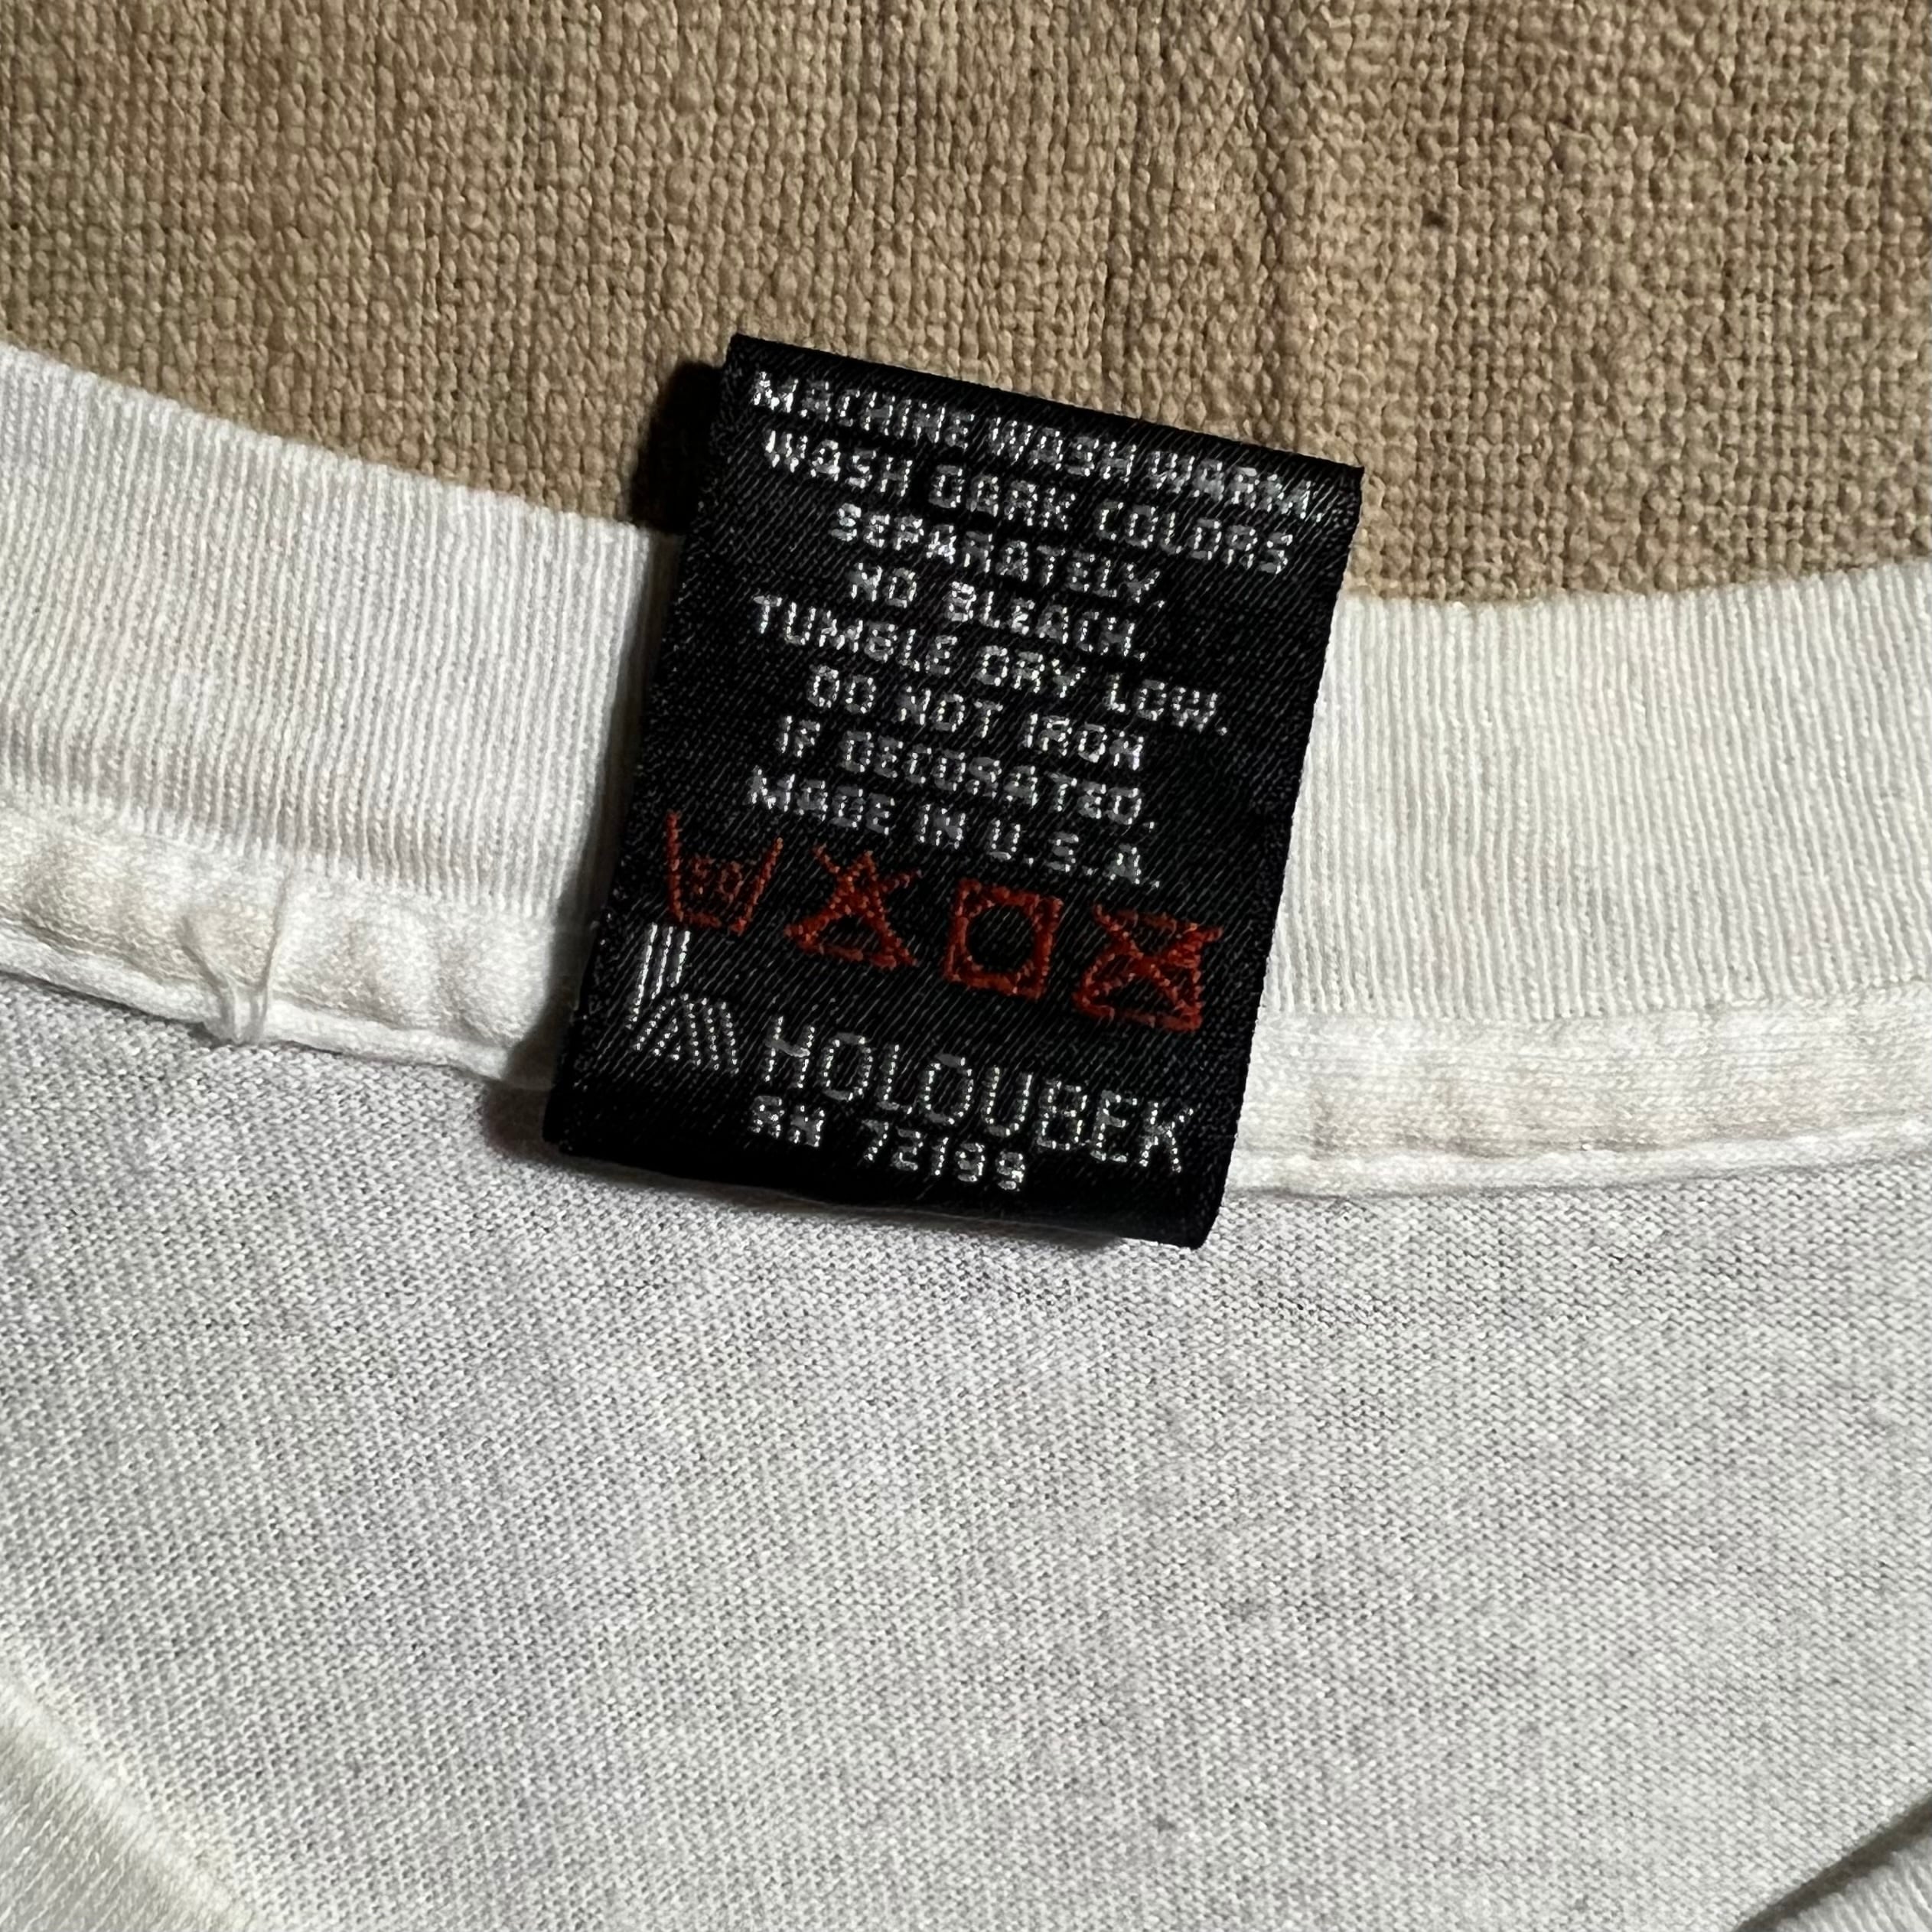 MACHINE WASH WARM
WASH DARK COLORS
SEPARATELY.
NO BLEACH.
TUMBLE DRY LOW.
DO NOT IRON
IF DECORATED.
MADE IN U.S.A.
50
HOLOUBEK
RN 72199